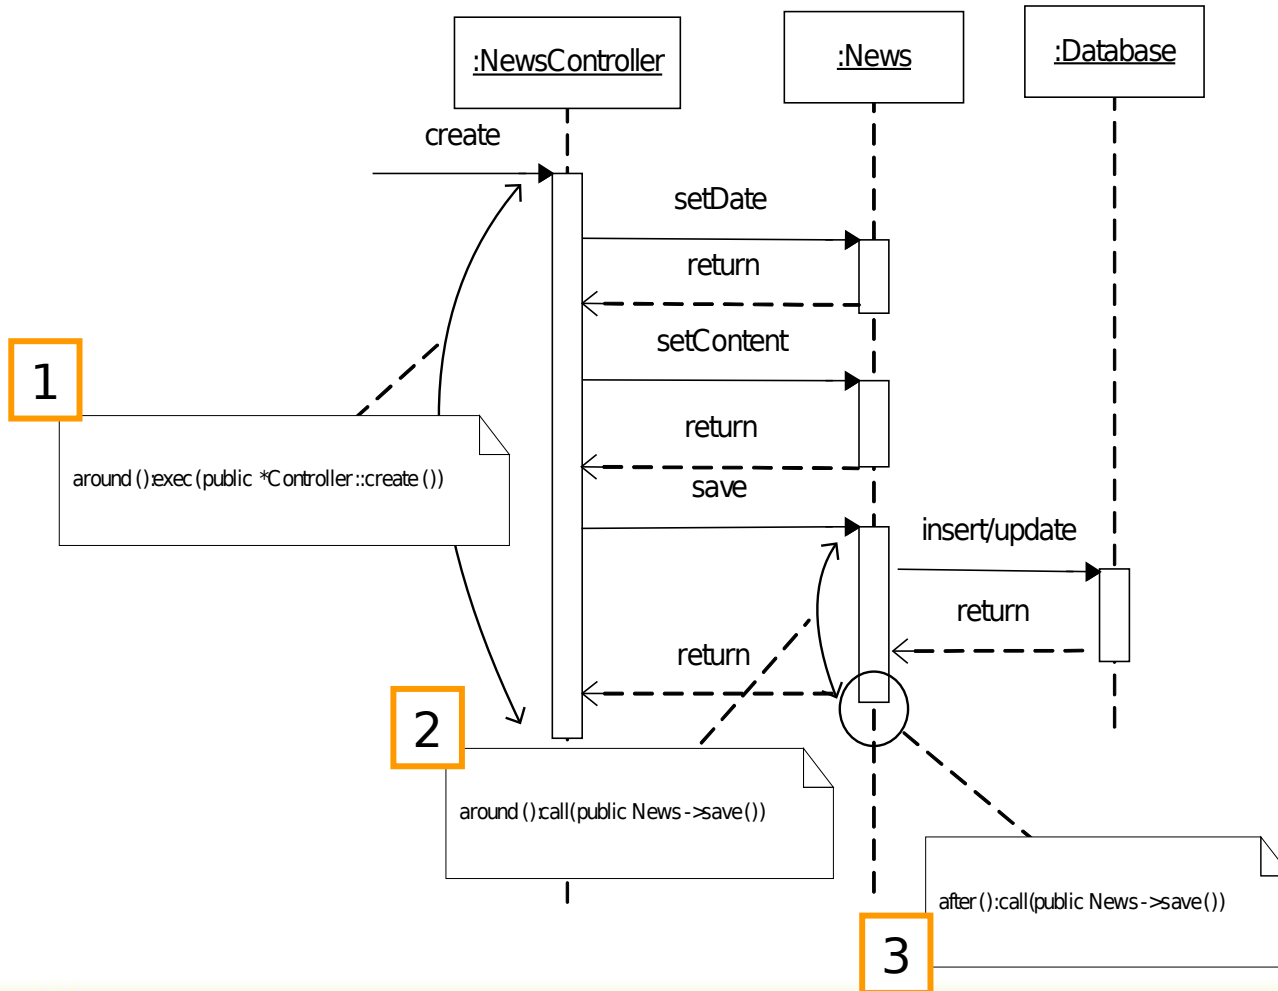 :NewsController
:News
:Database
create
setDate
return
setContent
1
return
around():exec(public *Controller::create())
save
insert/update
return
return
2
around():call(public News->save())
after():call(public News->save())
3